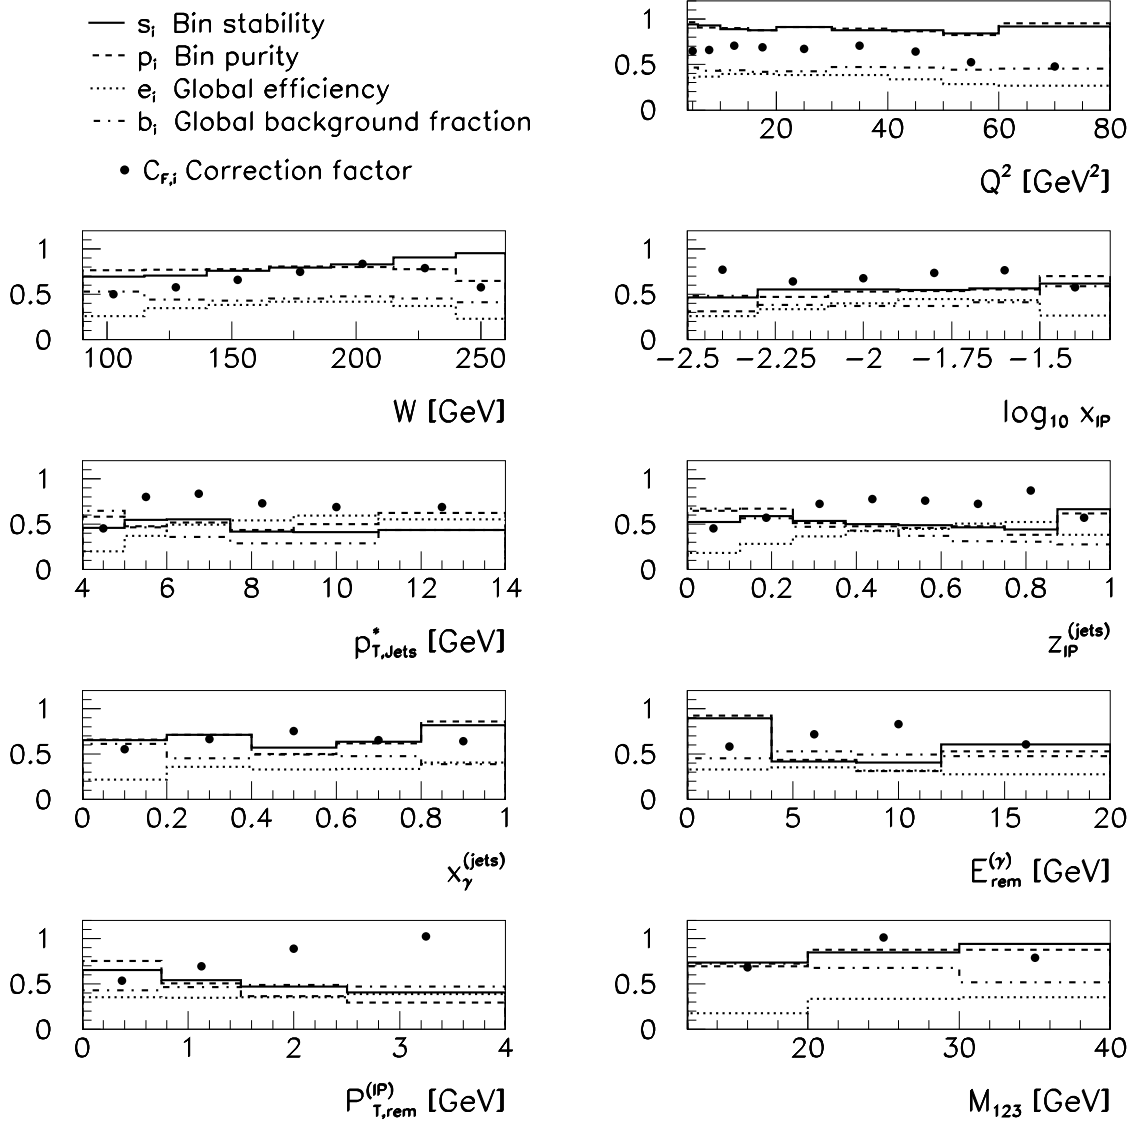 s_i Bin stability
p_i Bin purity
e_i Global efficiency
b_i Global background fraction
C_F,i Correction factor
1
0.5
0
20 40 60 80
Q² [GeV²]
1
0.5
0
100 150 200 250
W [GeV]
1
0.5
0
−2.5 −2.25 −2 −1.75 −1.5
log₁₀ x_IP
1
0.5
0
4 6 8 10 12 14
p*_T,Jets [GeV]
1
0.5
0
0 0.2 0.4 0.6 0.8 1
z_IP^(jets)
1
0.5
0
0 0.2 0.4 0.6 0.8 1
x_γ^(jets)
1
0.5
0
0 5 10 15 20
E_rem^(γ) [GeV]
1
0.5
0
0 1 2 3 4
P_T,rem^(IP) [GeV]
1
0.5
0
20 30 40
M₁₂₃ [GeV]